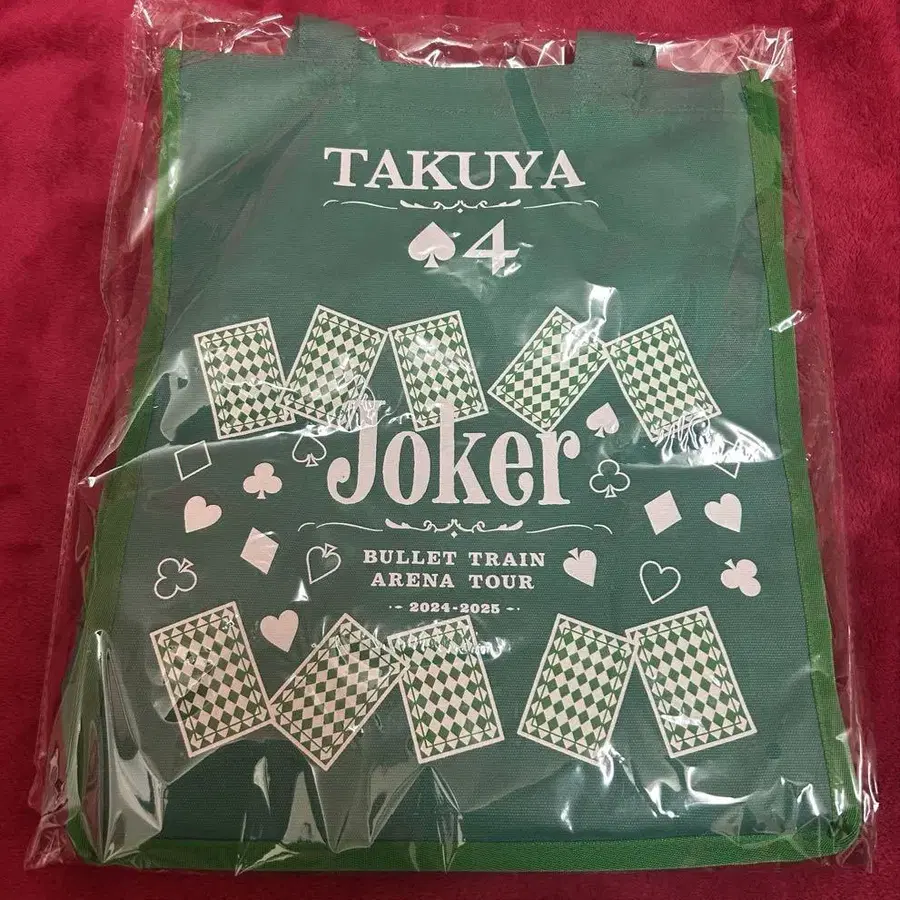 TAKUYA
♠4
Joker
BULLET TRAIN
ARENA TOUR
2024-2025